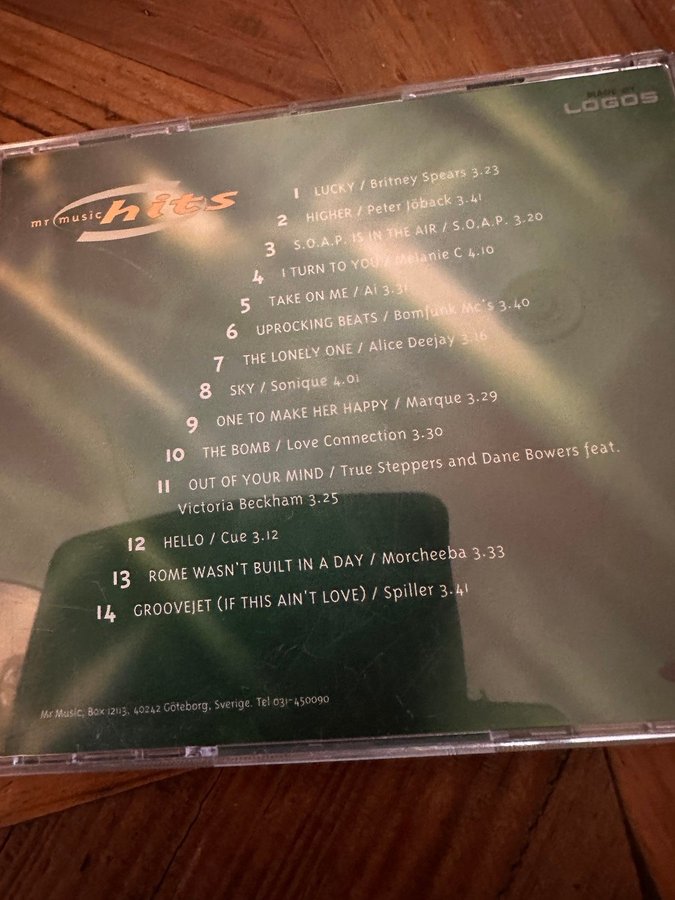 MADE BY
LOGOS
mr music hits
1 LUCKY / Britney Spears 3.23
2 HIGHER / Peter Jöback 3.41
3 S.O.A.P. IS IN THE AIR / S.O.A.P. 3.20
4 I TURN TO YOU / Melanie C 4.10
5 TAKE ON ME / A1 3.31
6 UPROCKING BEATS / Bomfunk Mc's 3.40
7 THE LONELY ONE / Alice Deejay 3.16
8 SKY / Sonique 4.01
9 ONE TO MAKE HER HAPPY / Marque 3.29
10 THE BOMB / Love Connection 3.30
11 OUT OF YOUR MIND / True Steppers and Dane Bowers feat.
Victoria Beckham 3.25
12 HELLO / Cue 3.12
13 ROME WASN'T BUILT IN A DAY / Morcheeba 3.33
14 GROOVEJET (IF THIS AIN'T LOVE) / Spiller 3.41
Mr Music, Box 12113, 40242 Göteborg, Sverige. Tel 031-450090